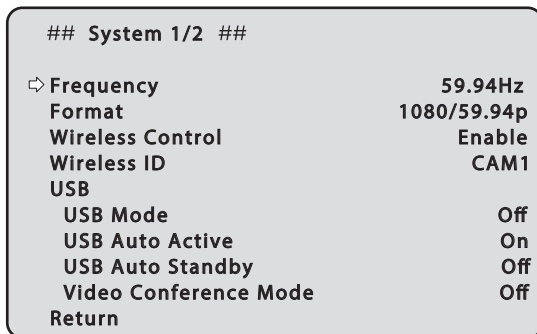 ## System 1/2 ##
Frequency 59.94Hz
Format 1080/59.94p
Wireless Control Enable
Wireless ID CAM1
USB
USB Mode Off
USB Auto Active On
USB Auto Standby Off
Video Conference Mode Off
Return